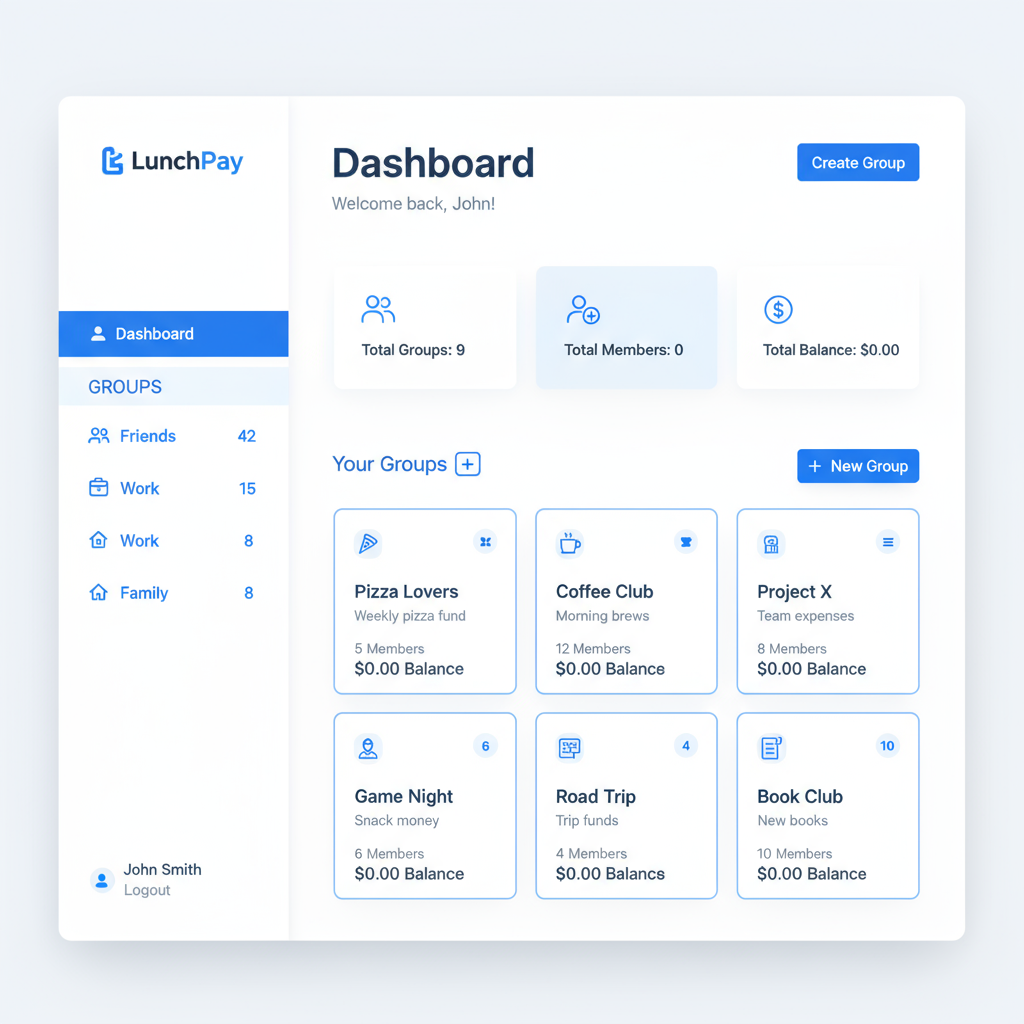 LunchPay
Dashboard
GROUPS
Friends 42
Work 15
Work 8
Family 8
John Smith
Logout
Dashboard
Welcome back, John!
Create Group
Total Groups: 9
Total Members: 0
Total Balance: $0.00
Your Groups +
+ New Group
Pizza Lovers
Weekly pizza fund
5 Members
$0.00 Balance
Coffee Club
Morning brews
12 Members
$0.00 Balance
Project X
Team expenses
8 Members
$0.00 Balance
6
Game Night
Snack money
6 Members
$0.00 Balance
4
Road Trip
Trip funds
4 Members
$0.00 Balancs
10
Book Club
New books
10 Members
$0.00 Balance